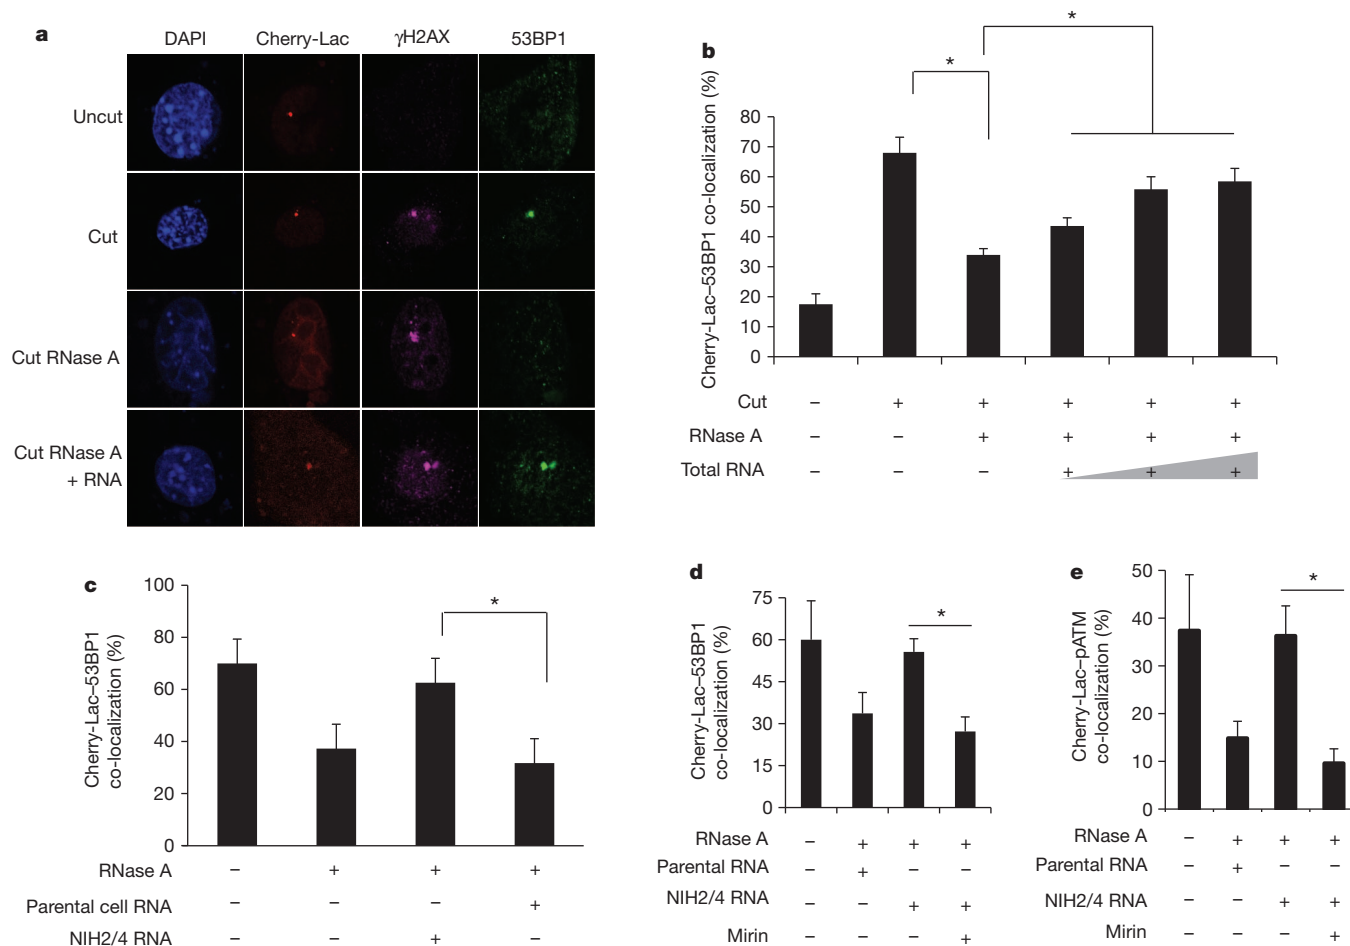 a
DAPI Cherry-Lac γH2AX 53BP1
Uncut
Cut
Cut RNase A
Cut RNase A
+ RNA
b
Cherry-Lac–53BP1 co-localization (%)
80
70
60
50
40
30
20
10
0
*
*
Cut – + + + + +
RNase A – – + + + +
Total RNA – – – + + +
c
Cherry-Lac–53BP1
co-localization (%)
100
80
60
40
20
0
*
RNase A – + + +
Parental cell RNA – – – +
NIH2/4 RNA – – + –
d
Cherry-Lac–53BP1
co-localization (%)
75
60
45
30
15
0
*
RNase A – + + +
Parental RNA – + – –
NIH2/4 RNA – – + +
Mirin – – – +
e
Cherry-Lac–pATM
co-localization (%)
50
40
30
20
10
0
*
RNase A – + + +
Parental RNA – + – –
NIH2/4 RNA – – + +
Mirin – – – +